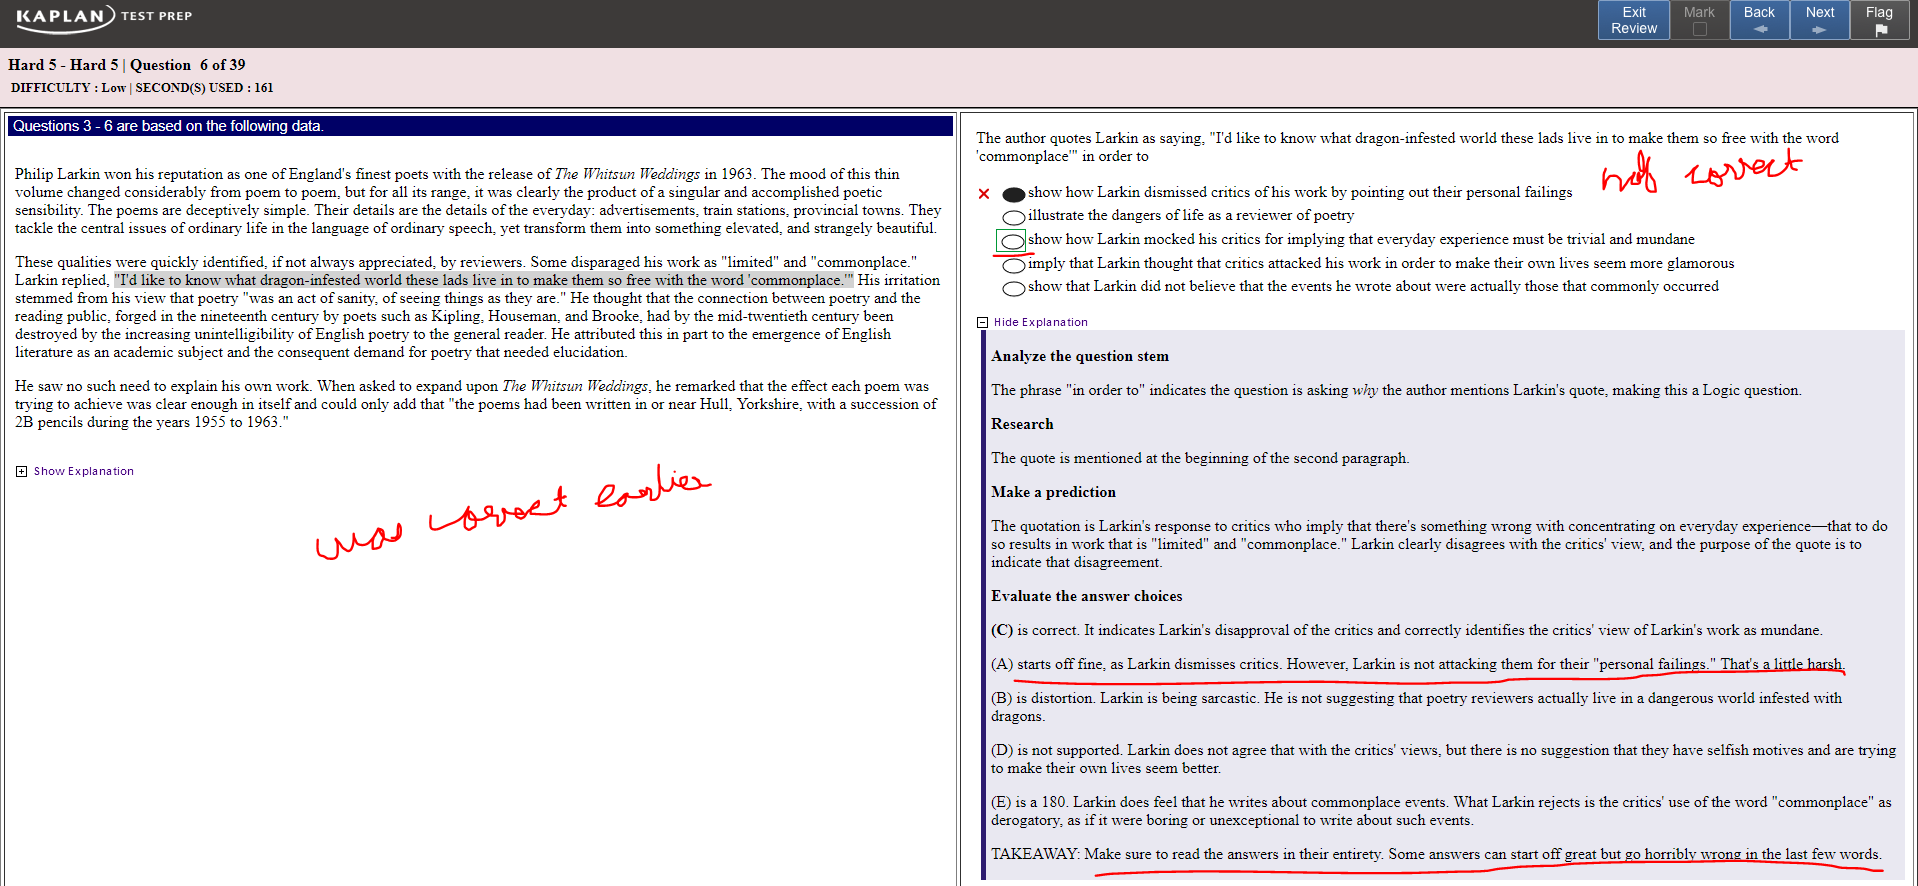 KAPLAN TEST PREP
Exit Review
Mark
Back
Next
Flag
Hard 5 - Hard 5 | Question 6 of 39
DIFFICULTY : Low | SECOND(S) USED : 161
Questions 3 - 6 are based on the following data.
Philip Larkin won his reputation as one of England's finest poets with the release of The Whitsun Weddings in 1963. The mood of this thin
volume changed considerably from poem to poem, but for all its range, it was clearly the product of a singular and accomplished poetic
sensibility. The poems are deceptively simple. Their details are the details of the everyday: advertisements, train stations, provincial towns. They
tackle the central issues of ordinary life in the language of ordinary speech, yet transform them into something elevated, and strangely beautiful.
These qualities were quickly identified, if not always appreciated, by reviewers. Some disparaged his work as "limited" and "commonplace."
Larkin replied, "I'd like to know what dragon-infested world these lads live in to make them so free with the word 'commonplace.'" His irritation
stemmed from his view that poetry "was an act of sanity, of seeing things as they are." He thought that the connection between poetry and the
reading public, forged in the nineteenth century by poets such as Kipling, Houseman, and Brooke, had by the mid-twentieth century been
destroyed by the increasing unintelligibility of English poetry to the general reader. He attributed this in part to the emergence of English
literature as an academic subject and the consequent demand for poetry that needed elucidation.
He saw no such need to explain his own work. When asked to expand upon The Whitsun Weddings, he remarked that the effect each poem was
trying to achieve was clear enough in itself and could only add that "the poems had been written in or near Hull, Yorkshire, with a succession of
2B pencils during the years 1955 to 1963."
Show Explanation
was correct earlier
The author quotes Larkin as saying, "I'd like to know what dragon-infested world these lads live in to make them so free with the word
'commonplace'" in order to
not correct
show how Larkin dismissed critics of his work by pointing out their personal failings
illustrate the dangers of life as a reviewer of poetry
show how Larkin mocked his critics for implying that everyday experience must be trivial and mundane
imply that Larkin thought that critics attacked his work in order to make their own lives seem more glamorous
show that Larkin did not believe that the events he wrote about were actually those that commonly occurred
Hide Explanation
Analyze the question stem
The phrase "in order to" indicates the question is asking why the author mentions Larkin's quote, making this a Logic question.
Research
The quote is mentioned at the beginning of the second paragraph.
Make a prediction
The quotation is Larkin's response to critics who imply that there's something wrong with concentrating on everyday experience—that to do
so results in work that is "limited" and "commonplace." Larkin clearly disagrees with the critics' view, and the purpose of the quote is to
indicate that disagreement.
Evaluate the answer choices
(C) is correct. It indicates Larkin's disapproval of the critics and correctly identifies the critics' view of Larkin's work as mundane.
(A) starts off fine, as Larkin dismisses critics. However, Larkin is not attacking them for their "personal failings." That's a little harsh.
(B) is distortion. Larkin is being sarcastic. He is not suggesting that poetry reviewers actually live in a dangerous world infested with
dragons.
(D) is not supported. Larkin does not agree that with the critics' views, but there is no suggestion that they have selfish motives and are trying
to make their own lives seem better.
(E) is a 180. Larkin does feel that he writes about commonplace events. What Larkin rejects is the critics' use of the word "commonplace" as
derogatory, as if it were boring or unexceptional to write about such events.
TAKEAWAY: Make sure to read the answers in their entirety. Some answers can start off great but go horribly wrong in the last few words.